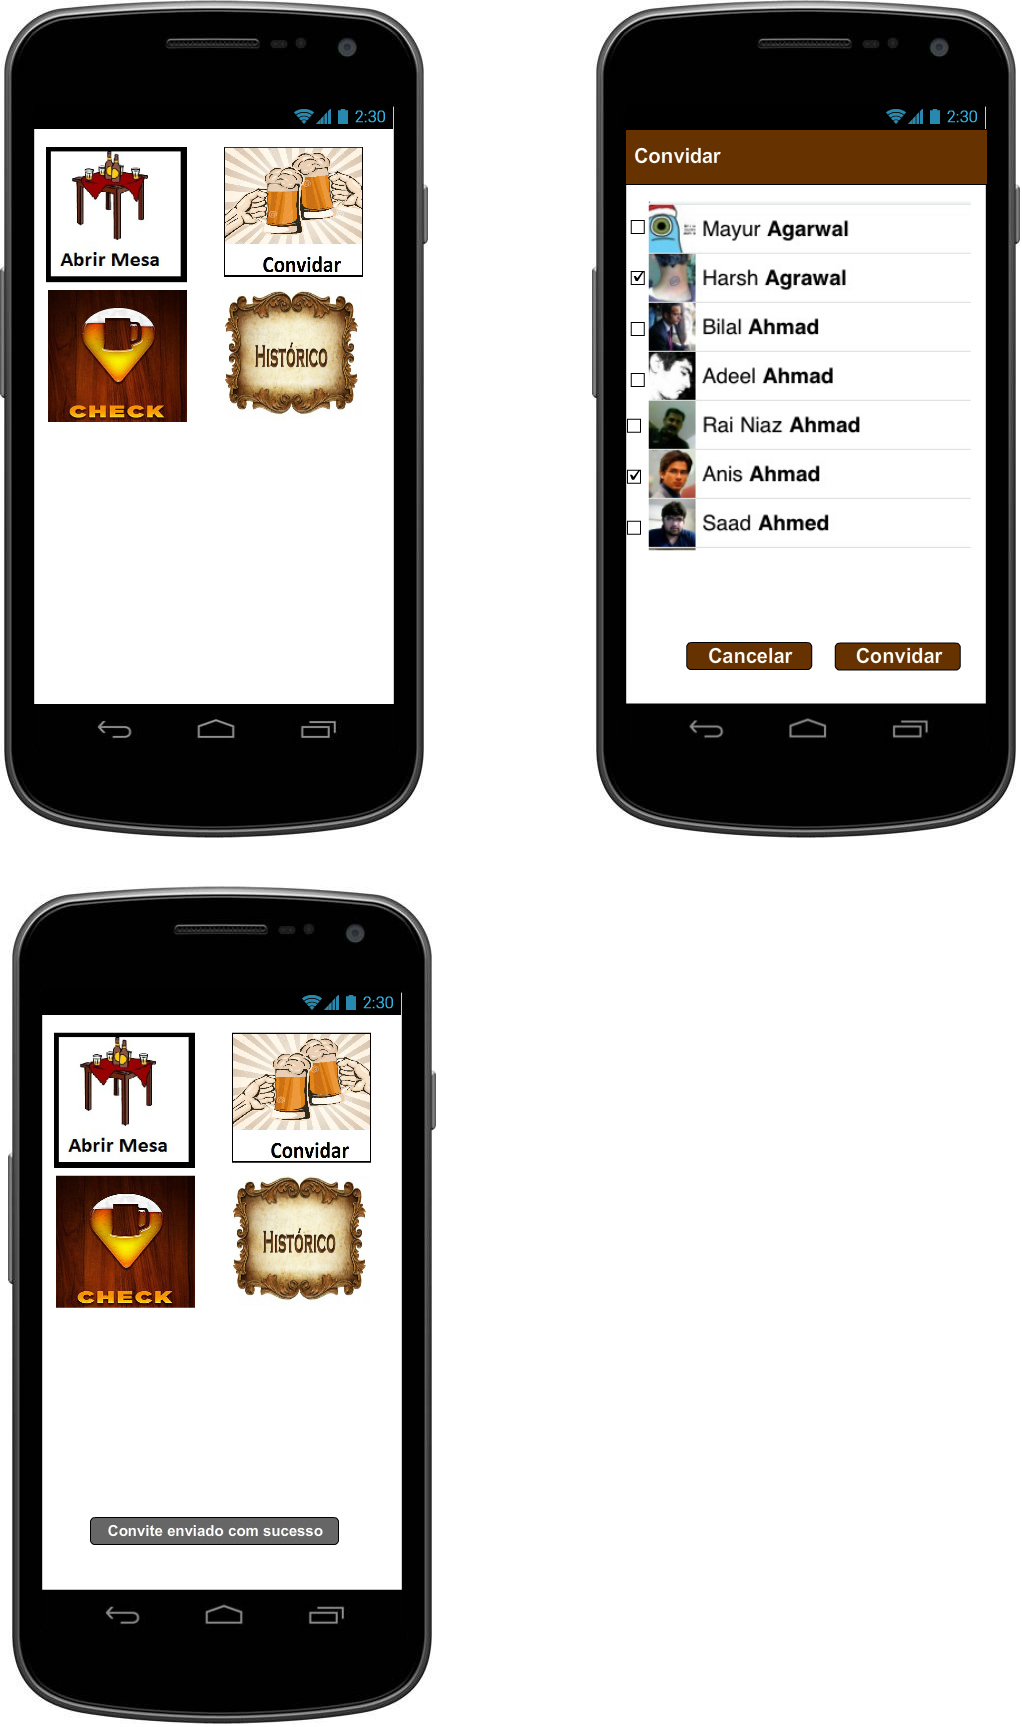 2:30
Abrir Mesa
Convidar
CHECK
HISTÓRICO
2:30
Convidar
Mayur Agarwal
Harsh Agrawal
Bilal Ahmad
Adeel Ahmad
Rai Niaz Ahmad
Anis Ahmad
Saad Ahmed
Cancelar
Convidar
2:30
Abrir Mesa
Convidar
CHECK
HISTÓRICO
Convite enviado com sucesso